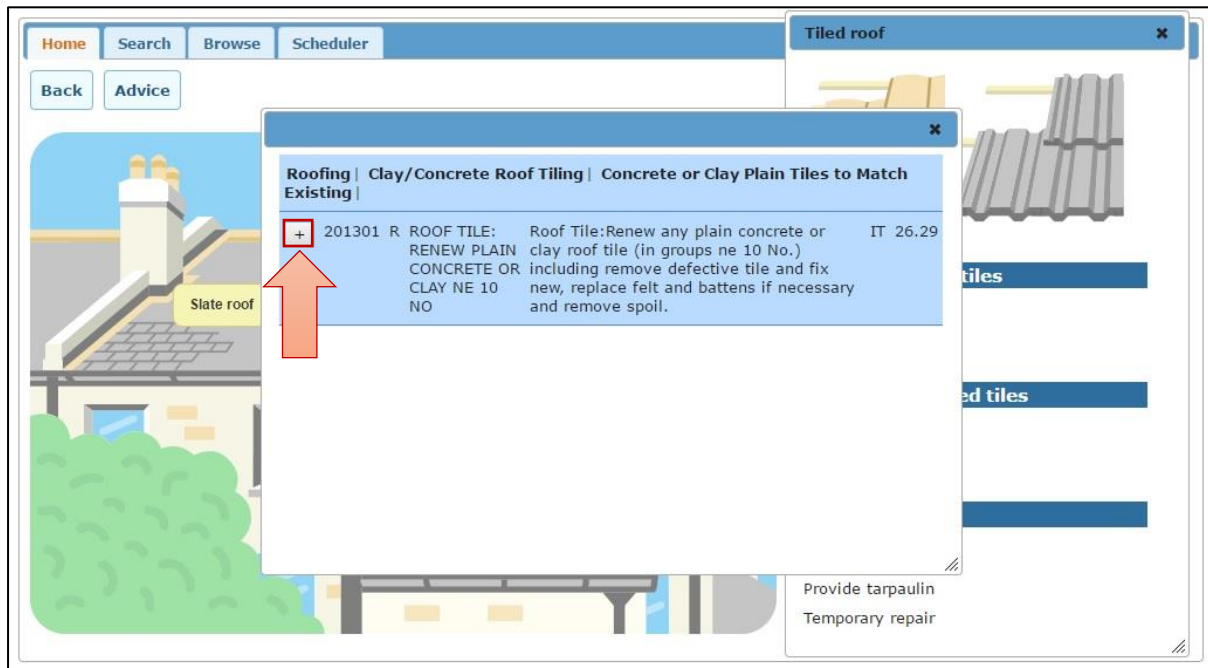 Home Search Browse Scheduler
Tiled roof
Back Advice
Roofing| Clay/Concrete Roof Tiling| Concrete or Clay Plain Tiles to Match
Existing|
+ 201301 R ROOF TILE: Roof Tile:Renew any plain concrete or IT 26.29
RENEW PLAIN clay roof tile (in groups ne 10 No.)
CONCRETE OR including remove defective tile and fix
CLAY NE 10 new, replace felt and battens if necessary
NO and remove spoil.
tiles
Slate roof
ed tiles
Provide tarpaulin
Temporary repair